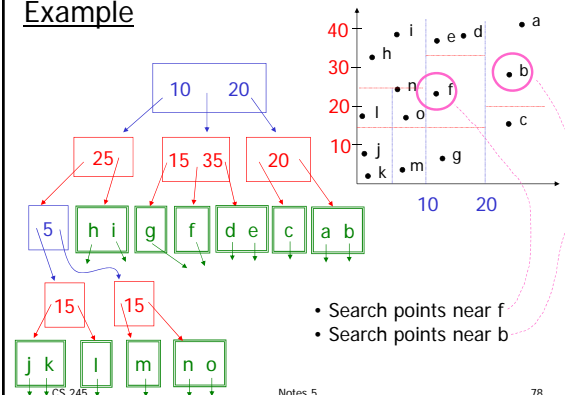 Example
10 20
25
15 35
20
5
h i
g
f
d e
c
a b
15
15
j k
l
m
n o
40
30
20
10
10 20
a
i
e
d
h
b
n
f
l
o
c
j
g
k
m
• Search points near f
• Search points near b
CS 245
Notes 5
78